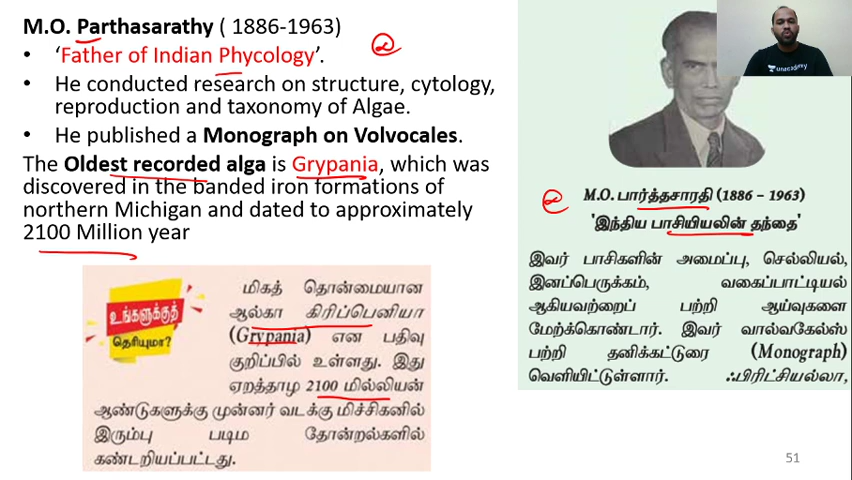 M.O. Parthasarathy ( 1886-1963)
• ‘Father of Indian Phycology’.
• He conducted research on structure, cytology,
reproduction and taxonomy of Algae.
• He published a Monograph on Volvocales.
The Oldest recorded alga is Grypania, which was
discovered in the banded iron formations of
northern Michigan and dated to approximately
2100 Million year
உங்களுக்குத்
தெரியுமா?
மிகத் தொன்மையான
ஆல்கா கிரிப்பெனியா
(Grypania) என பதிவு
குறிப்பில் உள்ளது. இது
ஏறத்தாழ 2100 மில்லியன்
ஆண்டுகளுக்கு முன்னர் வடக்கு மிச்சிகனில்
இரும்பு படிம தோன்றல்களில்
கண்டறியப்பட்டது.
unacademy
M.O. பார்த்தசாரதி (1886 – 1963)
'இந்திய பாசியியலின் தந்தை'
இவர் பாசிகளின் அமைப்பு, செல்லியல்,
இனப்பெருக்கம், வகைப்பாட்டியல்
ஆகியவற்றைப் பற்றி ஆய்வுகளை
மேற்க்கொண்டார். இவர் வால்வகேல்ஸ்
பற்றி தனிக்கட்டுரை (Monograph)
வெளியிட்டுள்ளார். ஃபிரிட்சியல்லா,
51